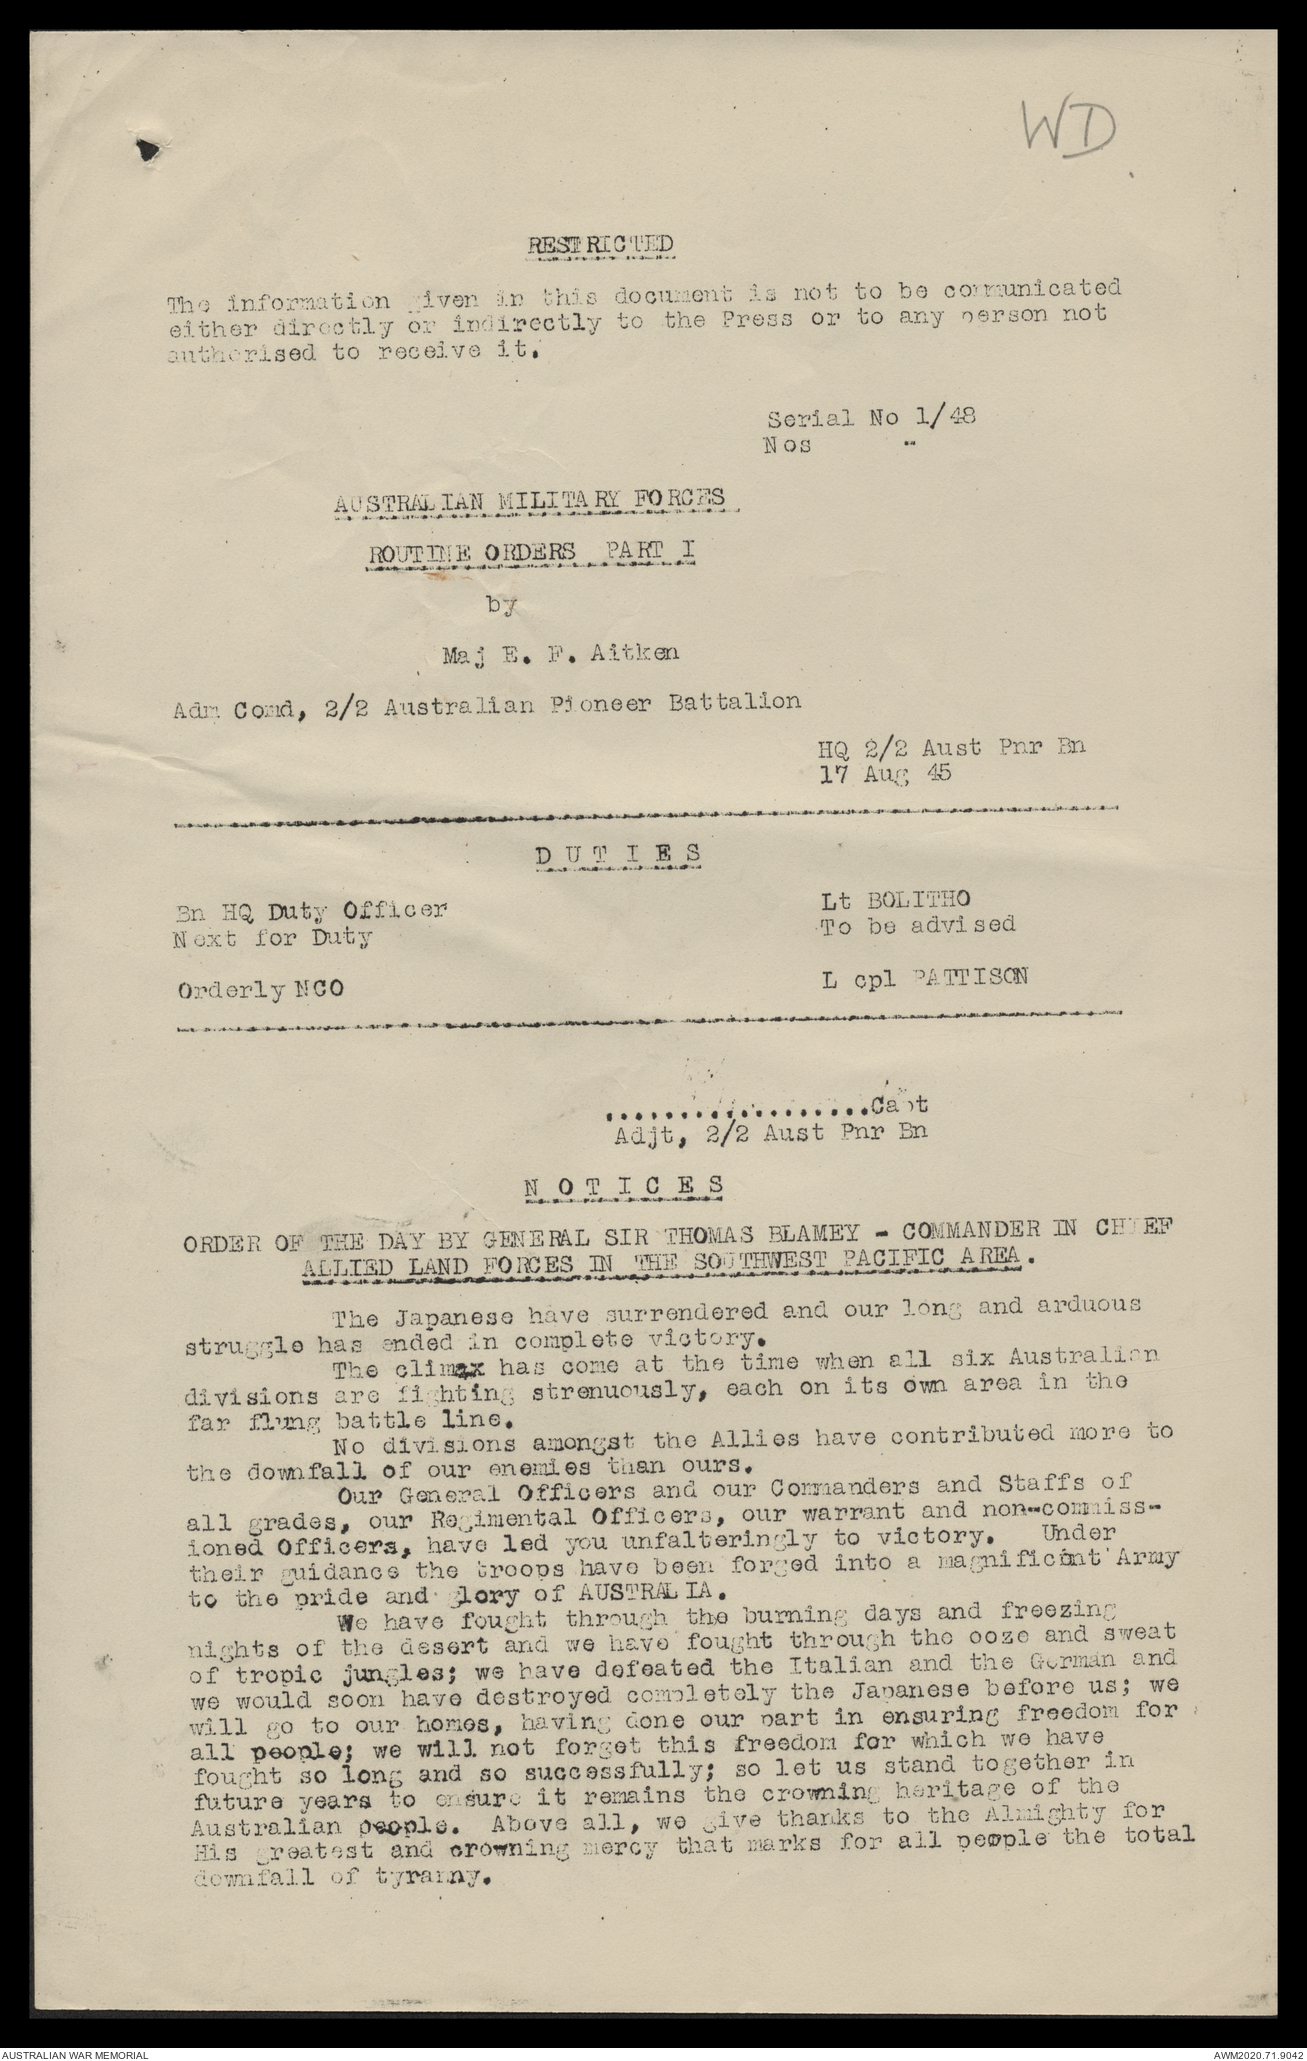 WD
RESTRICTED
The information given in this document is not to be communicated
either directly or indirectly to the Press or to any person not
authorised to receive it.
Serial No 1/48
Nos "
AUSTRALIAN MILITARY FORCES
ROUTINE ORDERS PART I
by
Maj E. F. Aitken
Adm Comd, 2/2 Australian Pioneer Battalion
HQ 2/2 Aust Pnr Bn
17 Aug 45
D U T I E S
Bn HQ Duty Officer Lt BOLITHO
Next for Duty To be advised
Orderly NCO L cpl PATTISON
..................Capt
Adjt, 2/2 Aust Pnr Bn
N O T I C E S
ORDER OF THE DAY BY GENERAL SIR THOMAS BLAMEY - COMMANDER IN CHIEF
ALLIED LAND FORCES IN THE SOUTHWEST PACIFIC AREA.
The Japanese have surrendered and our long and arduous
struggle has ended in complete victory.
The climax has come at the time when all six Australian
divisions are fighting strenuously, each on its own area in the
far flung battle line.
No divisions amongst the Allies have contributed more to
the downfall of our enemies than ours.
Our General Officers and our Commanders and Staffs of
all grades, our Regimental Officers, our warrant and non-commiss-
ioned Officers, have led you unfalteringly to victory. Under
their guidance the troops have been forged into a magnificent Army
to the pride and glory of AUSTRALIA.
We have fought through the burning days and freezing
nights of the desert and we have fought through the ooze and sweat
of tropic jungles; we have defeated the Italian and the German and
we would soon have destroyed completely the Japanese before us; we
will go to our homes, having done our part in ensuring freedom for
all people; we will not forget this freedom for which we have
fought so long and so successfully; so let us stand together in
future years to ensure it remains the crowning heritage of the
Australian people. Above all, we give thanks to the Almighty for
His greatest and crowning mercy that marks for all people the total
downfall of tyranny.
AUSTRALIAN WAR MEMORIAL AWM2020.71.9042